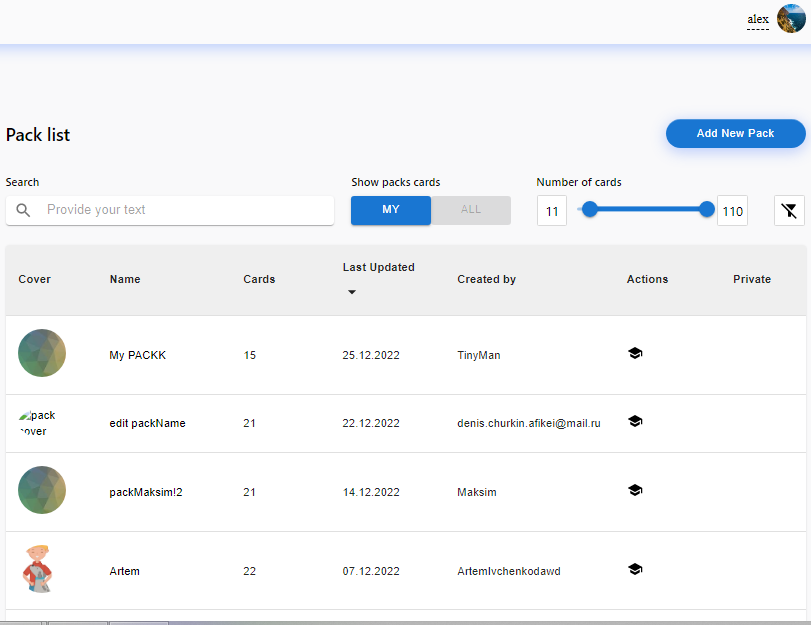 alex
Pack list
Add New Pack
Search
Show packs cards
Number of cards
Provide your text
MY
ALL
11
110
Cover
Name
Cards
Last Updated
Created by
Actions
Private
My PACKK
15
25.12.2022
TinyMan
pack
cover
edit packName
21
22.12.2022
denis.churkin.afikei@mail.ru
packMaksim!2
21
14.12.2022
Maksim
Artem
22
07.12.2022
ArtemIvchenkodawd